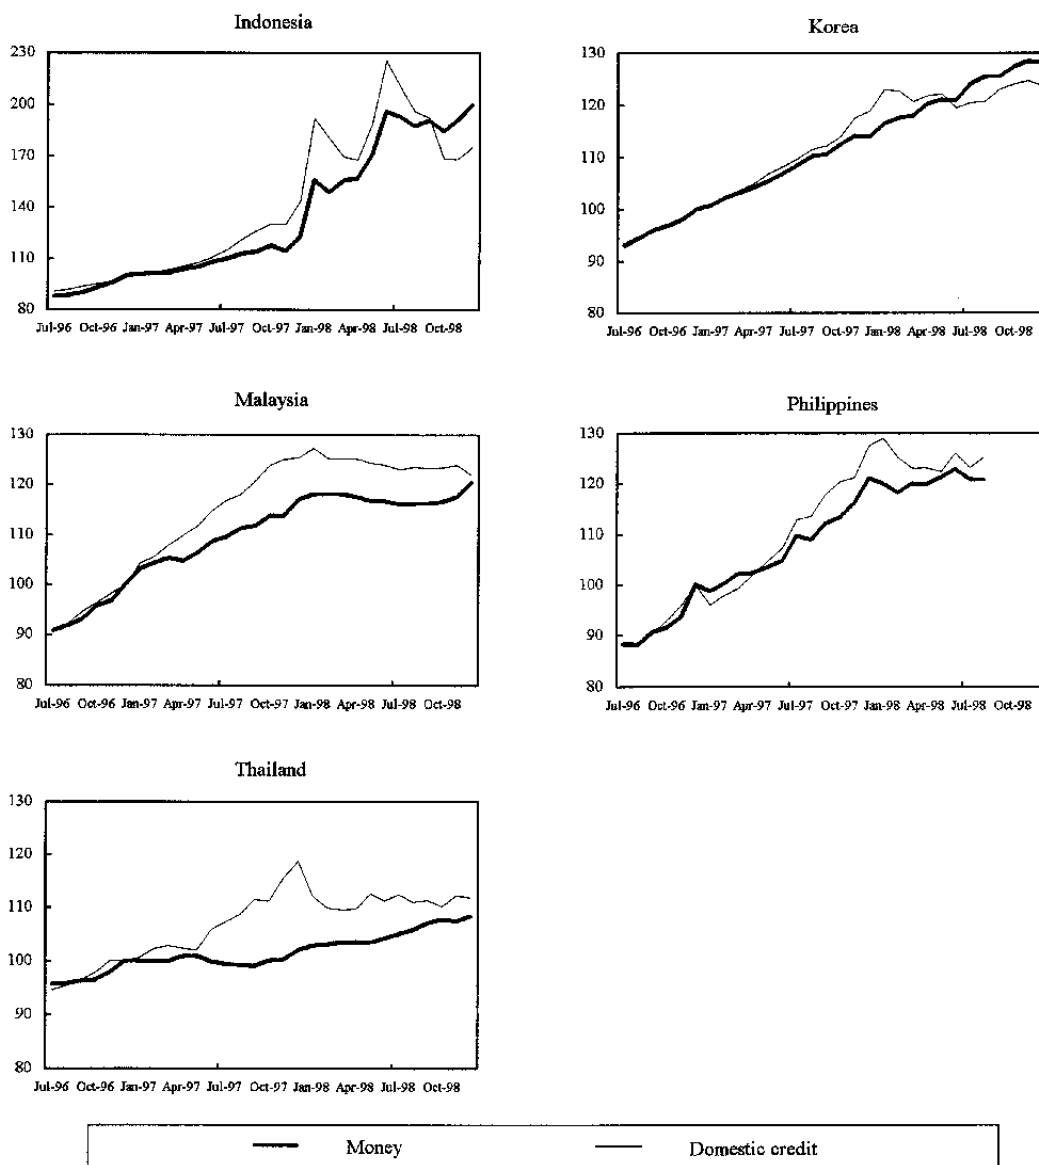 Indonesia
230
200
170
140
110
80
Jul-96 Oct-96 Jan-97 Apr-97 Jul-97 Oct-97 Jan-98 Apr-98 Jul-98 Oct-98
Korea
130
120
110
100
90
80
Jul-96 Oct-96 Jan-97 Apr-97 Jul-97 Oct-97 Jan-98 Apr-98 Jul-98 Oct-98
Malaysia
130
120
110
100
90
80
Jul-96 Oct-96 Jan-97 Apr-97 Jul-97 Oct-97 Jan-98 Apr-98 Jul-98 Oct-98
Philippines
130
120
110
100
90
80
Jul-96 Oct-96 Jan-97 Apr-97 Jul-97 Oct-97 Jan-98 Apr-98 Jul-98 Oct-98
Thailand
130
120
110
100
90
80
Jul-96 Oct-96 Jan-97 Apr-97 Jul-97 Oct-97 Jan-98 Apr-98 Jul-98 Oct-98
Money
Domestic credit